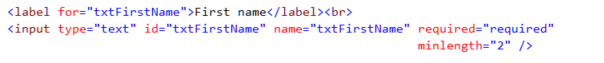 <label for="txtFirstName">First name</label><br>
<input type="text" id="txtFirstName" name="txtFirstName" required="required"
minlength="2" />